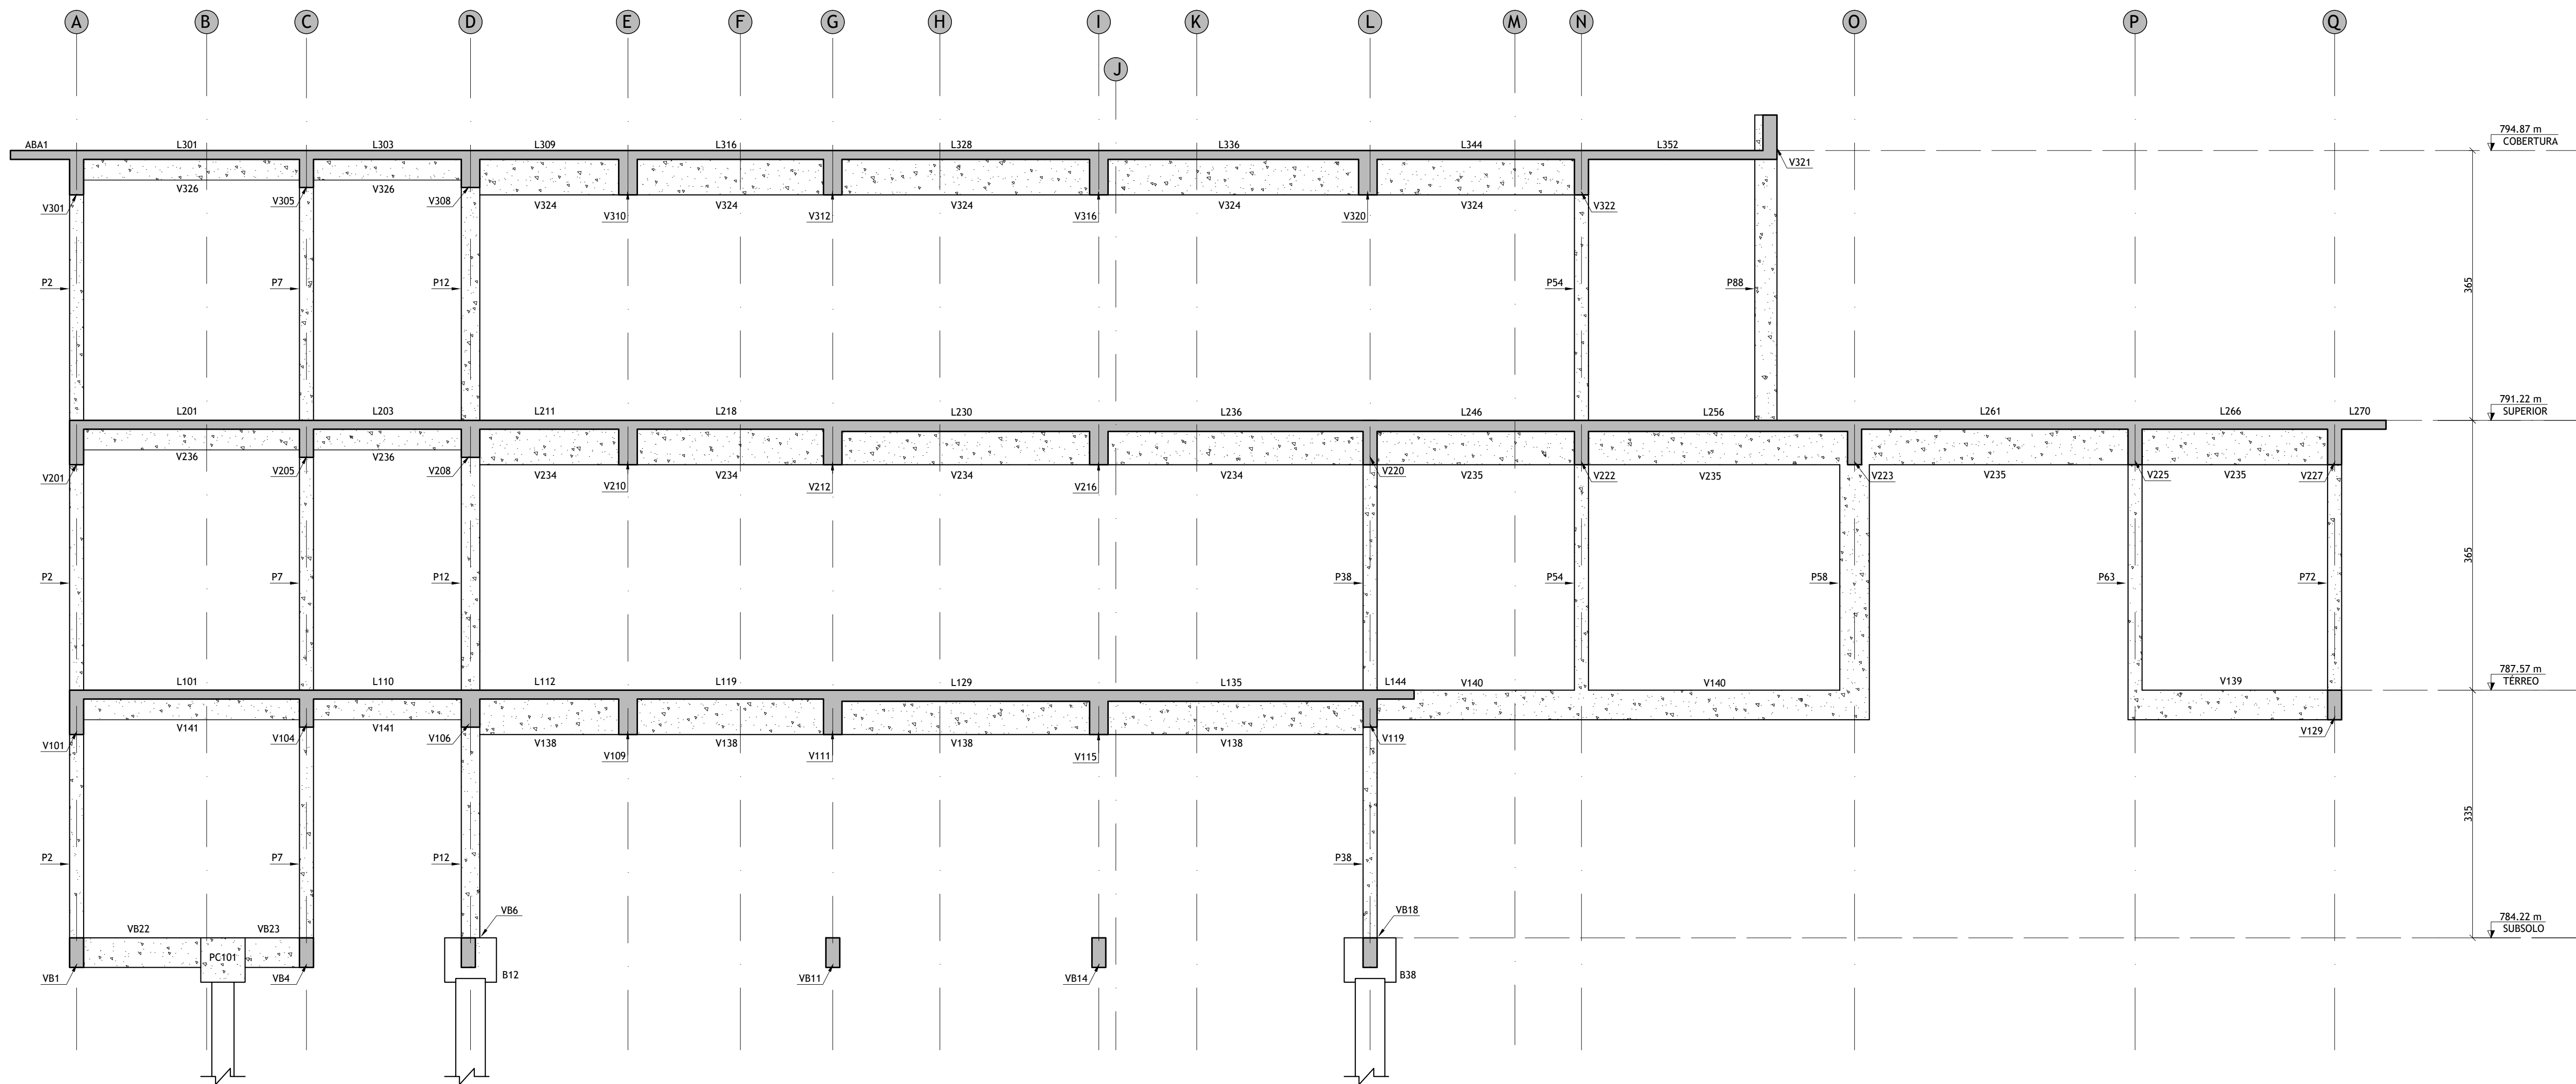 A B C D E F G H I K L M N O P Q
J
794.87 m
COBERTURA
ABA1 L301 L303 L309 L316 L328 L336 L344 L352
V321
V326 V326
V301 V305 V308 V324 V310 V324 V312 V324 V316 V324 V320 V324 V322
P2 P7 P12 P54 P88 365
791.22 m
SUPERIOR
L201 L203 L211 L218 L230 L236 L246 L256 L261 L266 L270
V236 V236
V201 V205 V208 V234 V210 V234 V212 V234 V216 V234 V220 V235 V222 V235 V223 V235 V225 V235 V227
P2 P7 P12 P38 P54 P58 P63 P72 365
787.57 m
TÉRREO
L101 L110 L112 L119 L129 L135 L144 V140 V140 V139
V141 V141
V101 V104 V106 V138 V109 V138 V111 V138 V115 V138 V119 V129
335
P2 P7 P12 P38
784.22 m
SUBSOLO
VB6 VB18
VB22 VB23
PC101
VB1 VB4 B12 VB11 VB14 B38